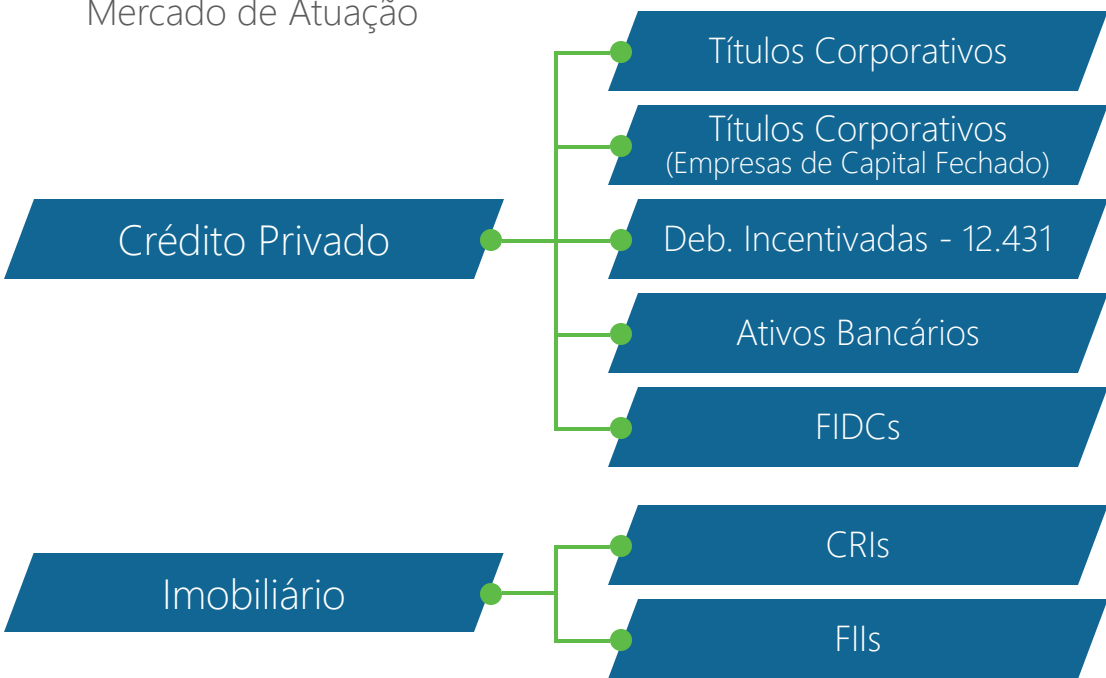 Mercado de Atuação
Títulos Corporativos
Títulos Corporativos
(Empresas de Capital Fechado)
Crédito Privado
Deb. Incentivadas - 12.431
Ativos Bancários
FIDCs
CRIs
Imobiliário
FIIs